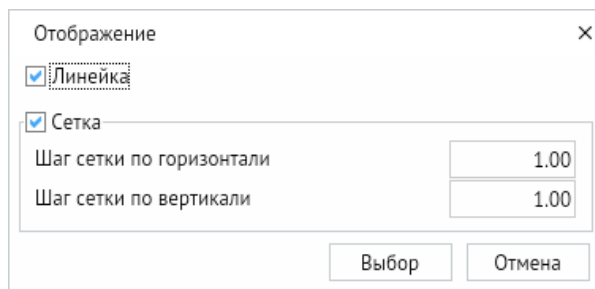 Отображение
Линейка
Сетка
Шаг сетки по горизонтали 1.00
Шаг сетки по вертикали 1.00
Выбор Отмена